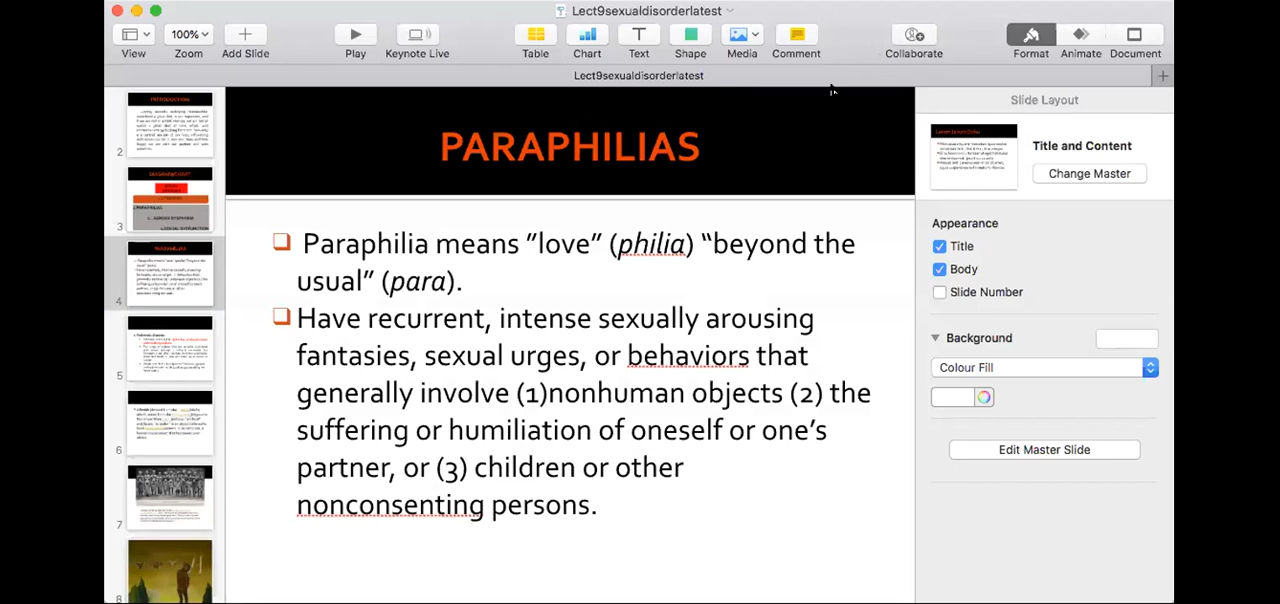 Lect9sexualdisorderlatest
100%
View
Zoom
Add Slide
Play
Keynote Live
Table
Chart
Text
Shape
Media
Comment
Collaborate
Format
Animate
Document
Lect9sexualdisorderlatest
INTRODUCTION
2
3
PARAPHILIAS
4
5
6
7
8
PARAPHILIAS
Paraphilia means ”love” (philia) “beyond the
usual” (para).
Have recurrent, intense sexually arousing
fantasies, sexual urges, or behaviors that
generally involve (1)nonhuman objects (2) the
suffering or humiliation of oneself or one’s
partner, or (3) children or other
nonconsenting persons.
Slide Layout
Title and Content
Change Master
Appearance
Title
Body
Slide Number
Background
Colour Fill
Edit Master Slide